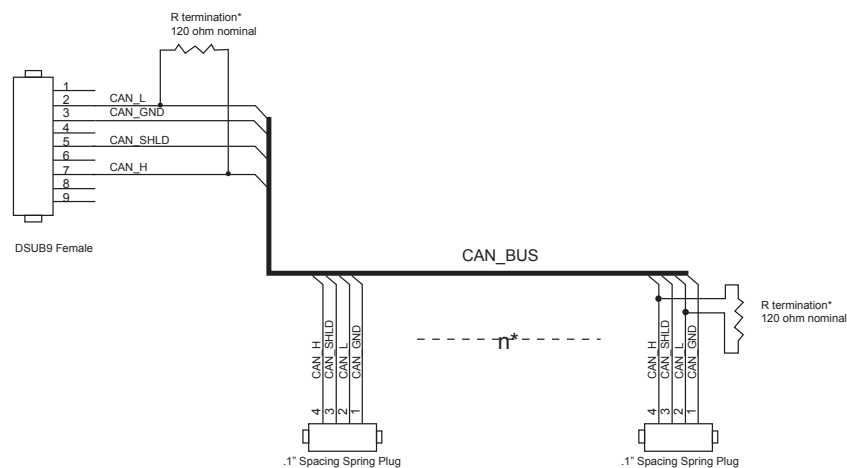 R termination*
120 ohm nominal
1
2
3
4
5
6
7
8
9
CAN_L
CAN_GND
CAN_SHLD
CAN_H
DSUB9 Female
CAN_BUS
R termination*
120 ohm nominal
n*
CAN_H
CAN_SHLD
CAN_L
CAN_GND
4
3
2
1
.1" Spacing Spring Plug
CAN_H
CAN_SHLD
CAN_L
CAN_GND
4
3
2
1
.1" Spacing Spring Plug